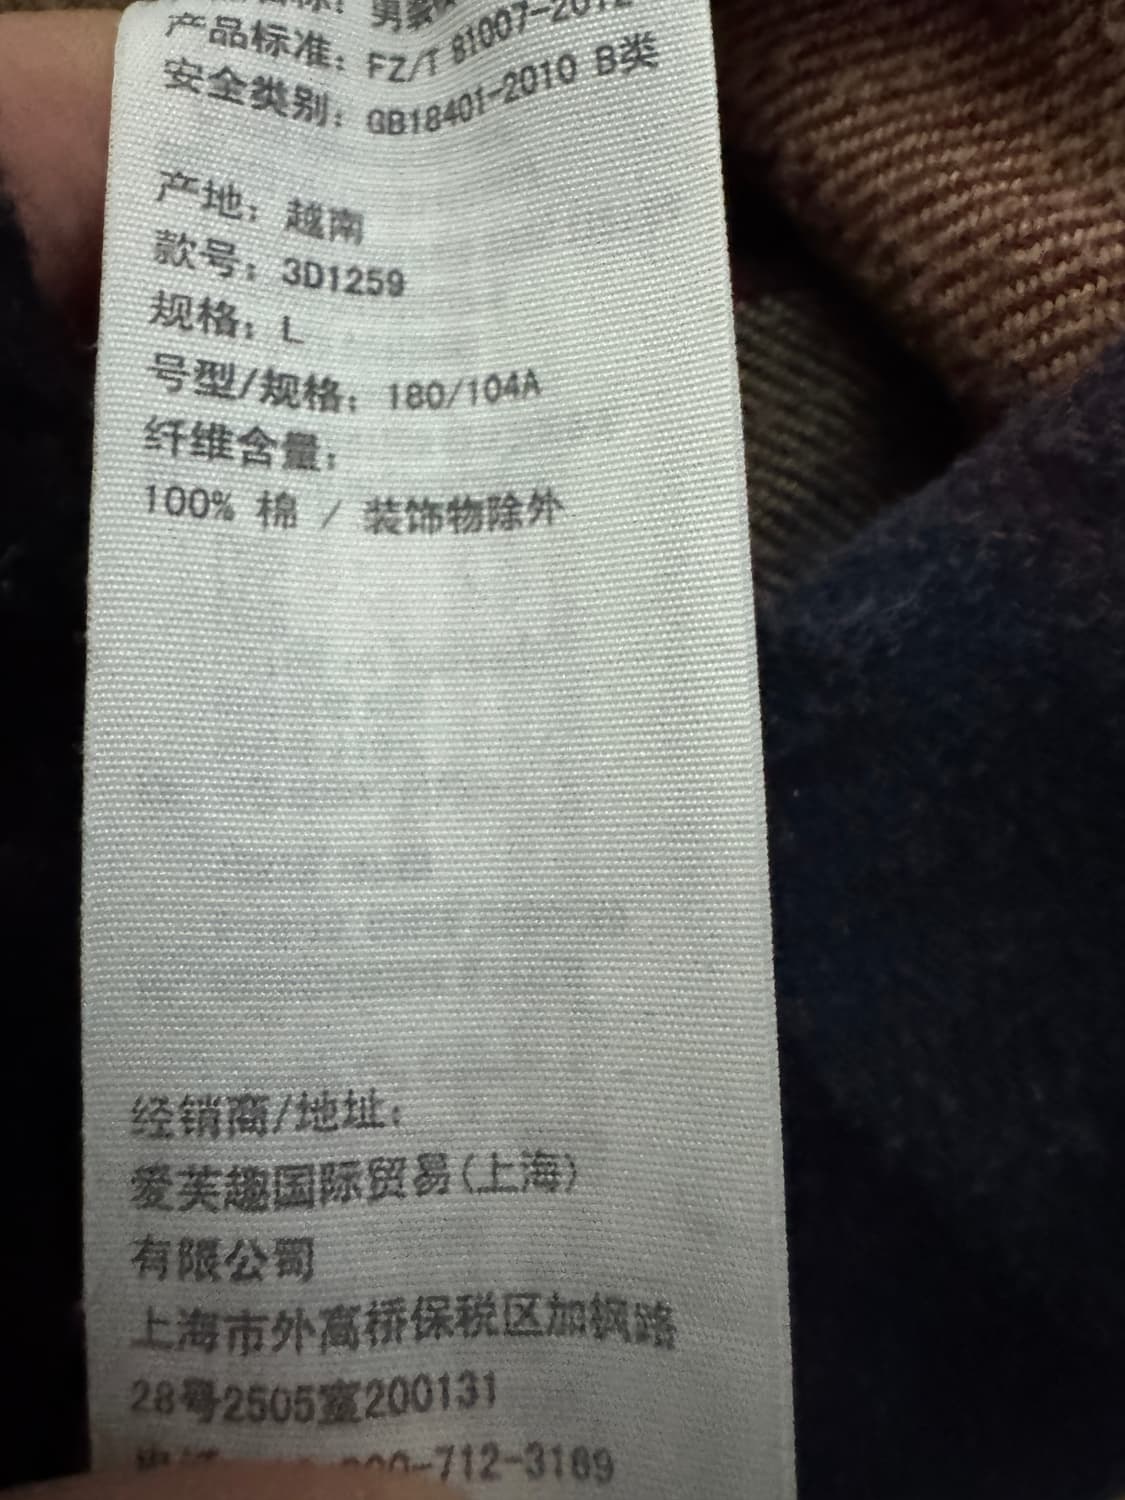 产品标准: FZ/T 81007-2012
安全类别: GB18401-2010 B类
产地: 越南
款号: 3D1259
规格: L
号型/规格: 180/104A
纤维含量:
100% 棉 / 装饰物除外
经销商/地址:
爱芙趣国际贸易(上海)
有限公司
上海市外高桥保税区加枫路
28号2505室200131
-712-3169